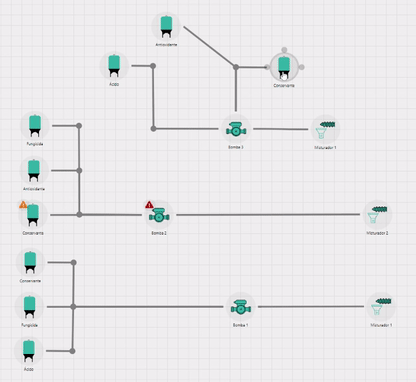 Antioxidante
Ácido
Conservante
Fungicida
Bomba 3
Misturador 1
Antioxidante
Conservante
Bomba 2
Misturador 2
Conservante
Fungicida
Bomba 1
Misturador 1
Ácido